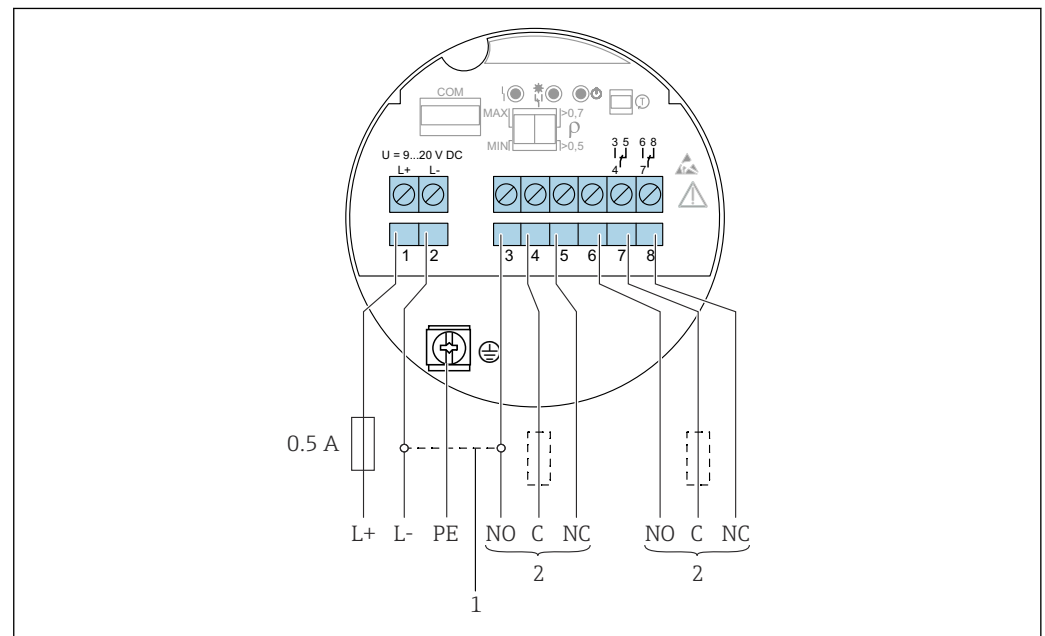 COM
MAX
>0,7
ρ
MIN
>0,5
T
U = 9...20 V DC
L+ L-
3 5
4
6 8
7
1 2 3 4 5 6 7 8
0.5 A
L+ L- PE NO C NC NO C NC
2 2
1